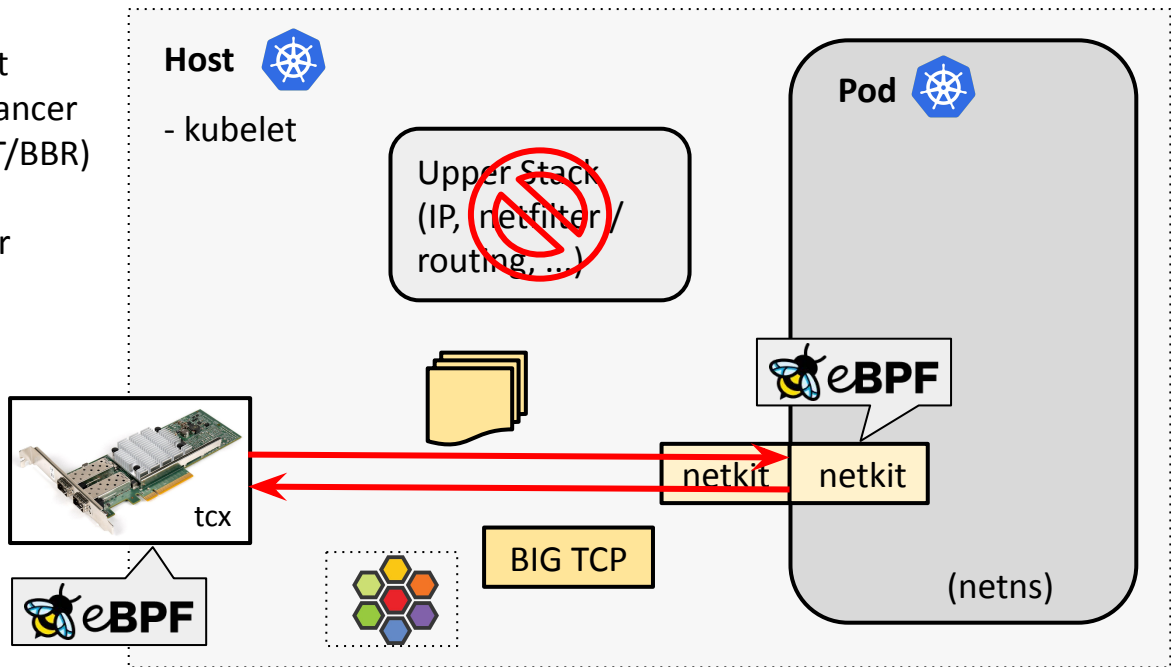 t
ancer
T/BBR)
r
Host
- kubelet
Upper Stack
(IP, netfilter /
routing, ...)
Pod
eBPF
netkit netkit
tcx
BIG TCP
eBPF
(netns)